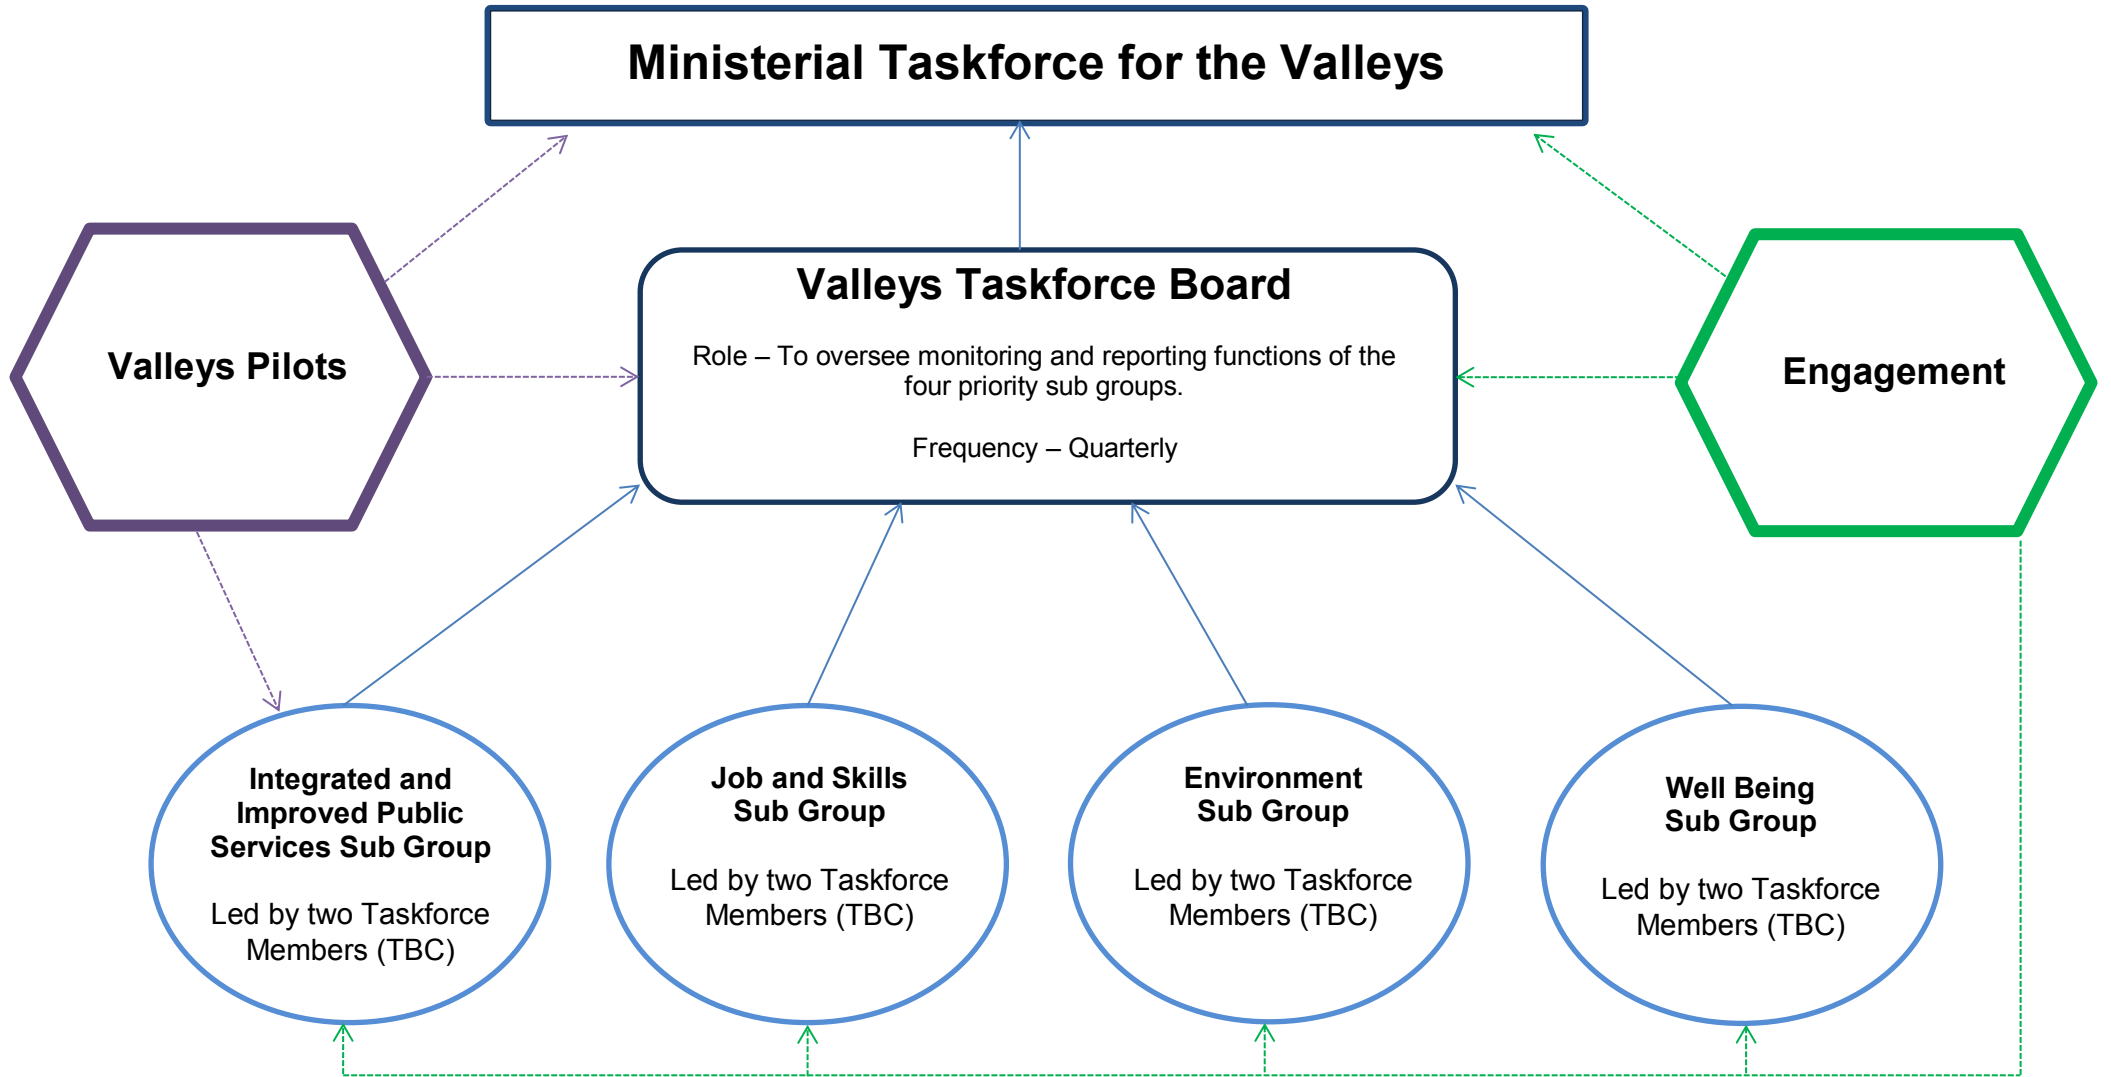 Ministerial Taskforce for the Valleys
Valleys Pilots
Valleys Taskforce Board
Role – To oversee monitoring and reporting functions of the
four priority sub groups.
Frequency – Quarterly
Engagement
Integrated and
Improved Public
Services Sub Group
Led by two Taskforce
Members (TBC)
Job and Skills
Sub Group
Led by two Taskforce
Members (TBC)
Environment
Sub Group
Led by two Taskforce
Members (TBC)
Well Being
Sub Group
Led by two Taskforce
Members (TBC)